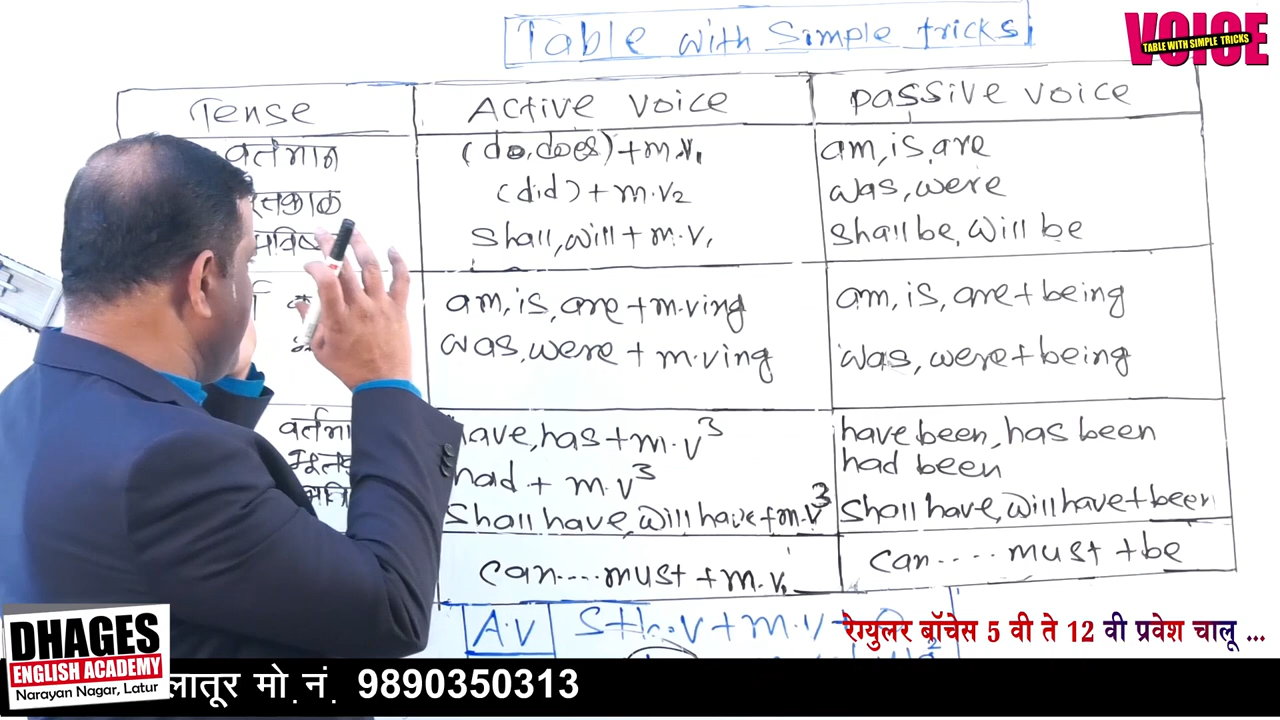 Table with Simple tricks
VOICE
TABLE WITH SIMPLE TRICKS
Tense Active voice passive voice
वर्तमान (do, does) + m.v₁ am, is, are
(did) + m.v₂ was, were
shall, will + m.v₁ shall be, will be
am, is, are + m.ving am, is, are + being
was, were + m.ving was, were + being
have, has + m.v³ have been, has been
had + m.v³ had been
Shall have, will have + m.v³ shall have, will have + been
can....must + m.v₁ can..... must + be
A.V
रेग्युलर बॅाचेस 5 वी ते 12 वी प्रवेश चालू ...
DHAGES
ENGLISH ACADEMY
Narayan Nagar, Latur
लातूर मो.नं. 9890350313